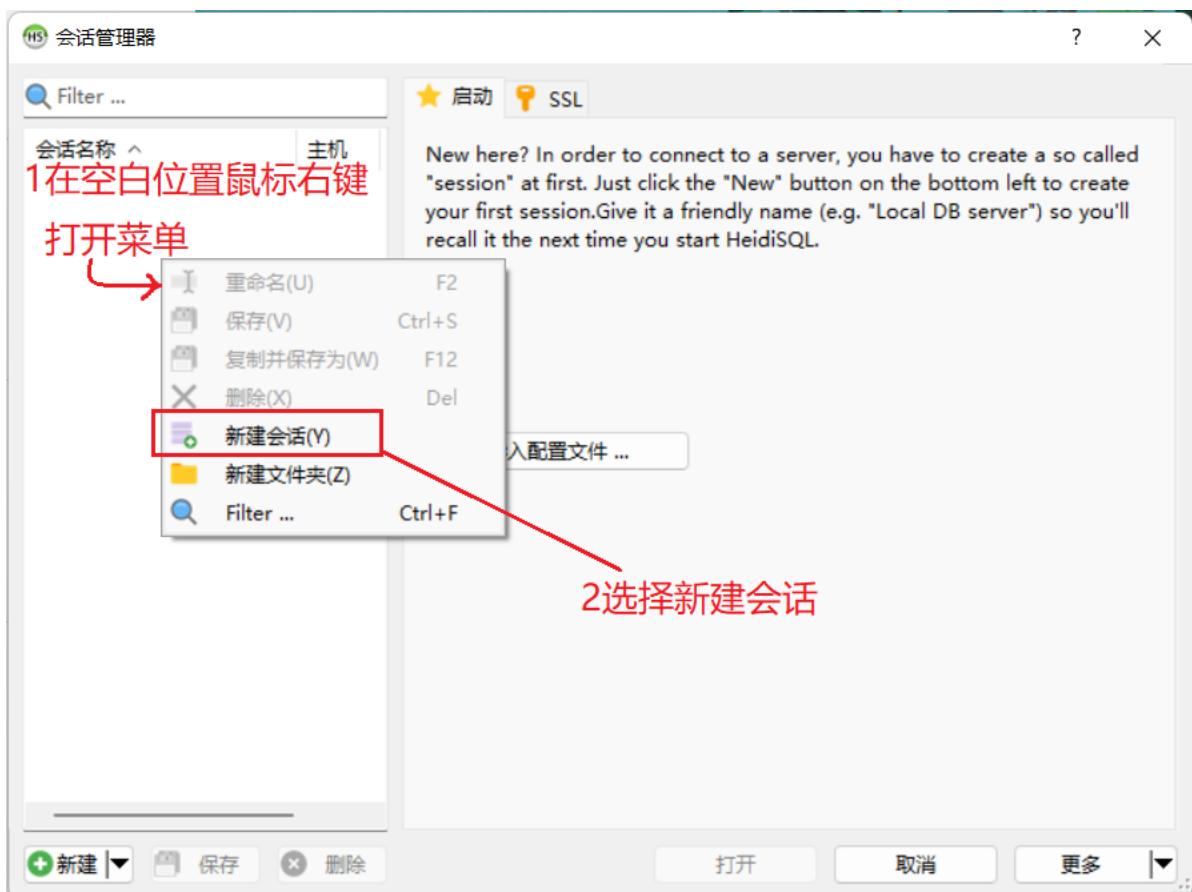 会话管理器
Filter ...
启动
SSL
会话名称
主机
1在空白位置鼠标右键
打开菜单
New here? In order to connect to a server, you have to create a so called
"session" at first. Just click the "New" button on the bottom left to create
your first session.Give it a friendly name (e.g. "Local DB server") so you'll
recall it the next time you start HeidiSQL.
重命名(U) F2
保存(V) Ctrl+S
复制并保存为(W) F12
删除(X) Del
新建会话(Y)
入配置文件 ...
新建文件夹(Z)
Filter ... Ctrl+F
2选择新建会话
新建
保存
删除
打开
取消
更多